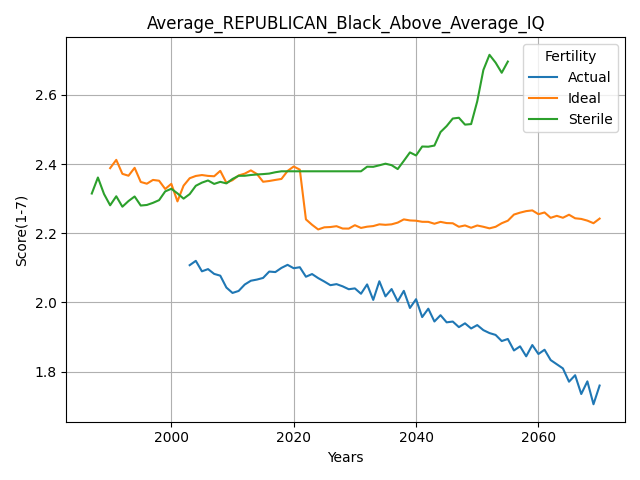 Average_REPUBLICAN_Black_Above_Average_IQ
Fertility
Actual
Ideal
Sterile
Score(1-7)
2.6
2.4
2.2
2.0
1.8
2000
2020
2040
2060
Years